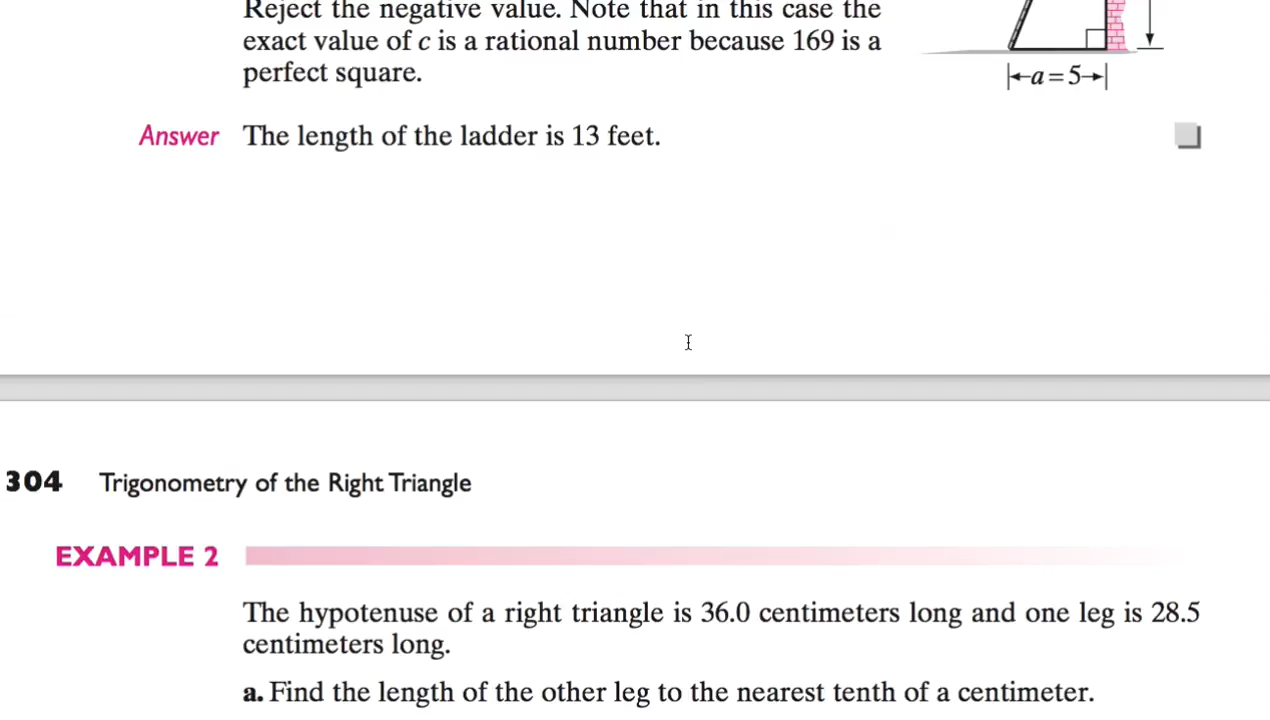 Reject the negative value. Note that in this case the
exact value of c is a rational number because 169 is a
perfect square.
a = 5
Answer The length of the ladder is 13 feet.
304 Trigonometry of the Right Triangle
EXAMPLE 2
The hypotenuse of a right triangle is 36.0 centimeters long and one leg is 28.5
centimeters long.
a. Find the length of the other leg to the nearest tenth of a centimeter.